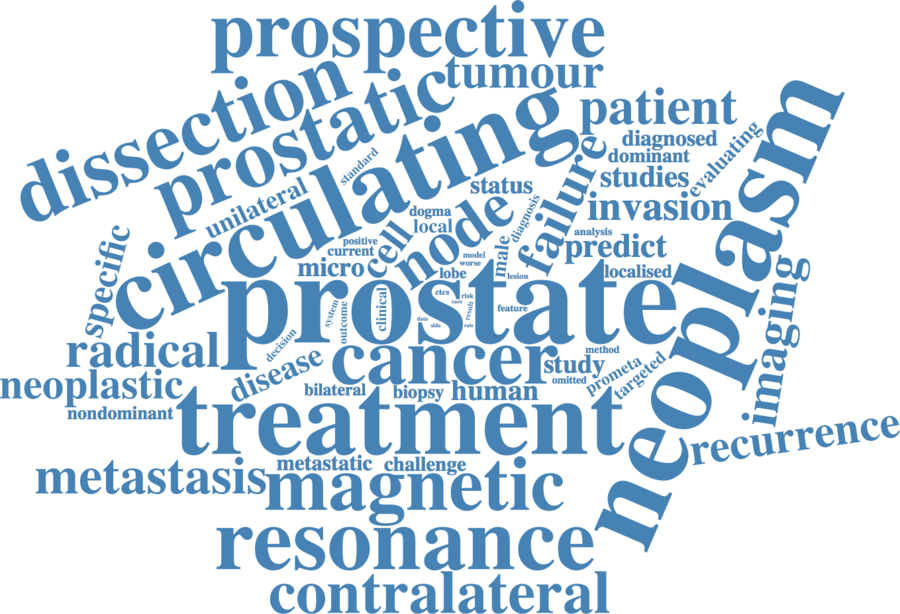 prospective
tumour
dissection
prostatic
circulating
patient
neoplasm
diagnosed
dominant
evaluating
standard
unilateral
failure
studies
status
invasion
diagnosis
dogma
local
node
cell
specific
positive
current
analysis
male
predict
model
worse
micro
lobe
lesion
localised
imaging
prostate
clinical
ctcs
risk
care
result
feature
system
outcome
data
side
rate
decision
radical
cancer
method
study
omitted
prometa
targeted
disease
neoplastic
bilateral
biopsy
human
nondominant
treatment
recurrence
metastatic
challenge
metastasis
magnetic
resonance
contralateral